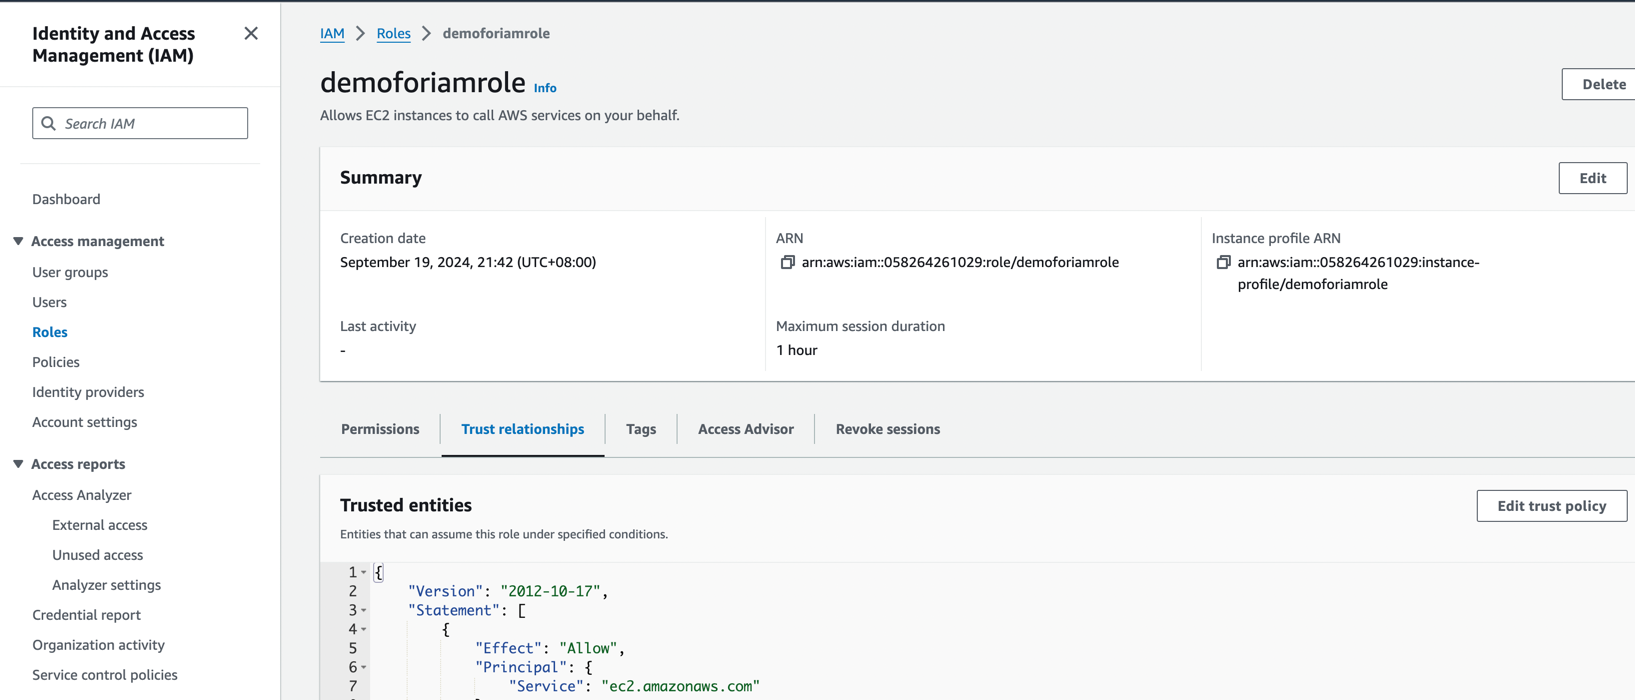 Identity and Access
Management (IAM)
Search IAM
Dashboard
Access management
User groups
Users
Roles
Policies
Identity providers
Account settings
Access reports
Access Analyzer
External access
Unused access
Analyzer settings
Credential report
Organization activity
Service control policies
IAM > Roles > demoforiamrole
demoforiamrole Info
Delete
Allows EC2 instances to call AWS services on your behalf.
Summary
Edit
Creation date
September 19, 2024, 21:42 (UTC+08:00)
ARN
arn:aws:iam::058264261029:role/demoforiamrole
Instance profile ARN
arn:aws:iam::058264261029:instance-
profile/demoforiamrole
Last activity
-
Maximum session duration
1 hour
Permissions
Trust relationships
Tags
Access Advisor
Revoke sessions
Trusted entities
Edit trust policy
Entities that can assume this role under specified conditions.
1 {
2 "Version": "2012-10-17",
3 "Statement": [
4 {
5 "Effect": "Allow",
6 "Principal": {
7 "Service": "ec2.amazonaws.com"